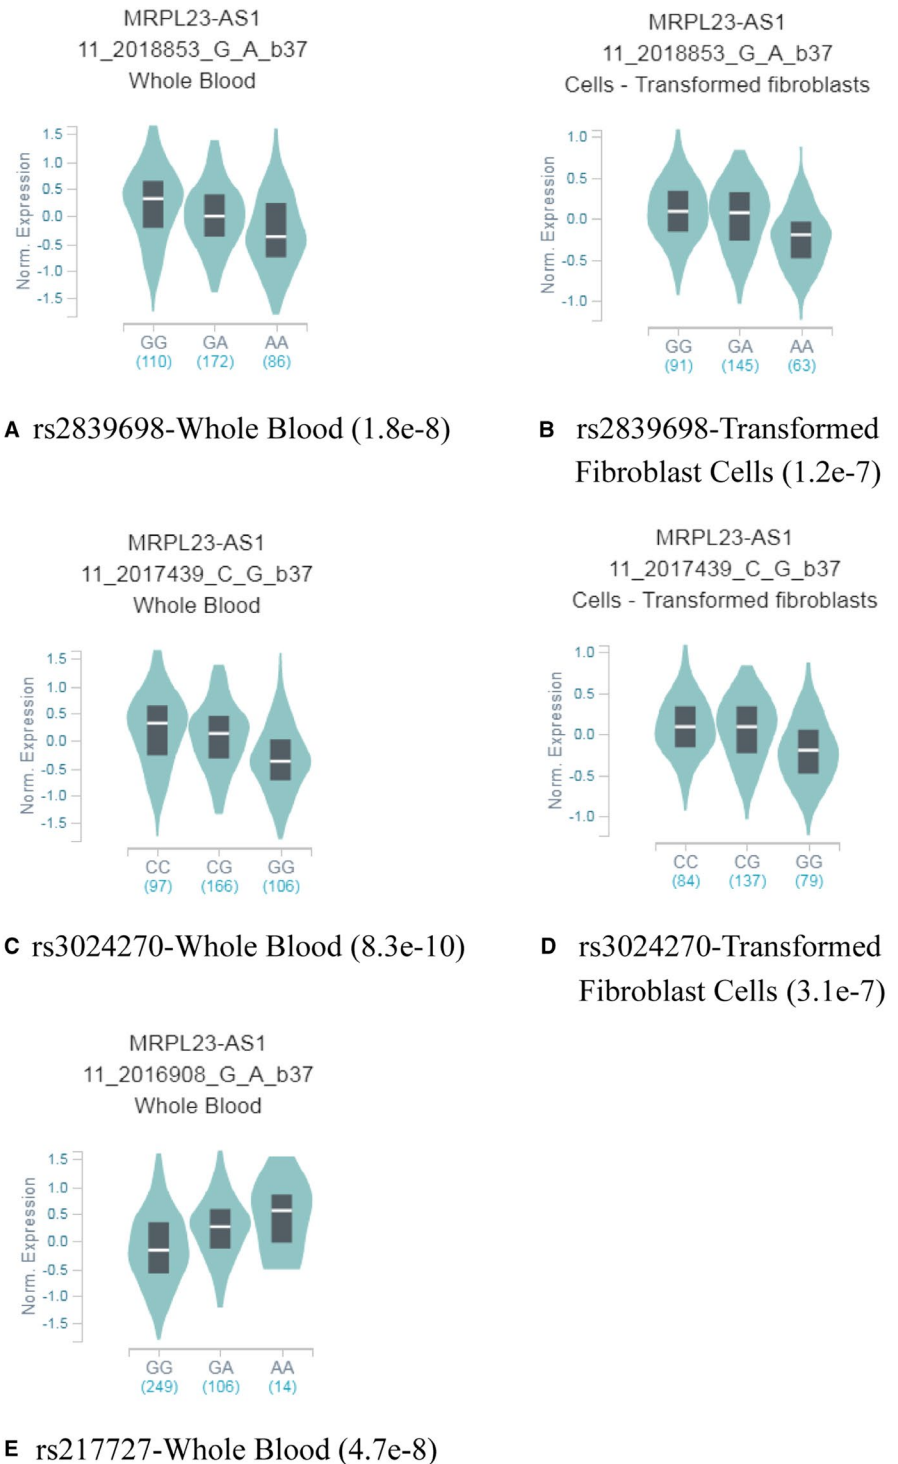 MRPL23-AS1
11_2018853_G_A_b37
Whole Blood
Norm. Expression
1.5
1.0
0.5
0.0
-0.5
-1.0
-1.5
GG GA AA
(110) (172) (86)
A rs2839698-Whole Blood (1.8e-8)
MRPL23-AS1
11_2018853_G_A_b37
Cells - Transformed fibroblasts
Norm. Expression
1.0
0.5
0.0
-0.5
-1.0
GG GA AA
(91) (145) (63)
B rs2839698-Transformed
Fibroblast Cells (1.2e-7)
MRPL23-AS1
11_2017439_C_G_b37
Whole Blood
Norm. Expression
1.5
1.0
0.5
0.0
-0.5
-1.0
-1.5
CC CG GG
(97) (166) (106)
C rs3024270-Whole Blood (8.3e-10)
MRPL23-AS1
11_2017439_C_G_b37
Cells - Transformed fibroblasts
Norm. Expression
1.0
0.5
0.0
-0.5
-1.0
CC CG GG
(84) (137) (79)
D rs3024270-Transformed
Fibroblast Cells (3.1e-7)
MRPL23-AS1
11_2016908_G_A_b37
Whole Blood
Norm. Expression
1.5
1.0
0.5
0.0
-0.5
-1.0
-1.5
GG GA AA
(249) (106) (14)
E rs217727-Whole Blood (4.7e-8)